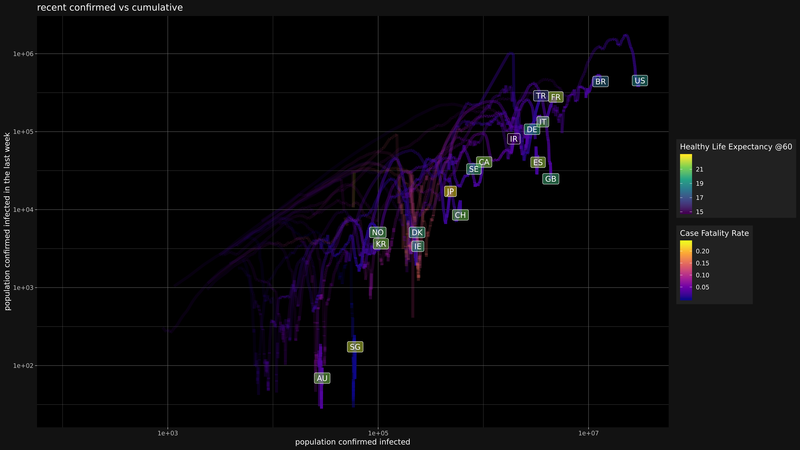 recent confirmed vs cumulative
population confirmed infected in the last week
1e+06
1e+05
1e+04
1e+03
1e+02
BR
US
TR
FR
IT
DE
IR
CA
ES
SE
GB
JP
CH
NO
DK
KR
IE
SG
AU
1e+03
1e+05
1e+07
population confirmed infected
Healthy Life Expectancy @60
21
19
17
15
Case Fatality Rate
0.20
0.15
0.10
0.05